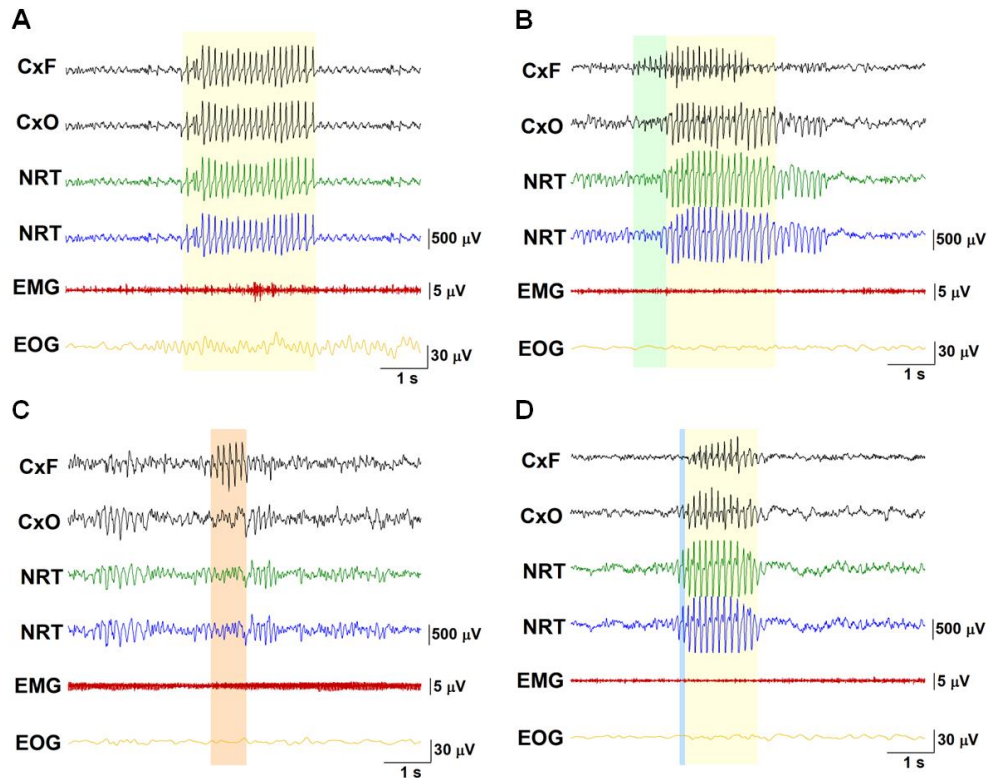 A
CxF
CxO
NRT
NRT
500 μV
EMG
5 μV
EOG
30 μV
1 s
B
CxF
CxO
NRT
NRT
500 μV
EMG
5 μV
EOG
30 μV
1 s
C
CxF
CxO
NRT
NRT
500 μV
EMG
5 μV
EOG
30 μV
1 s
D
CxF
CxO
NRT
NRT
500 μV
EMG
5 μV
EOG
30 μV
1 s